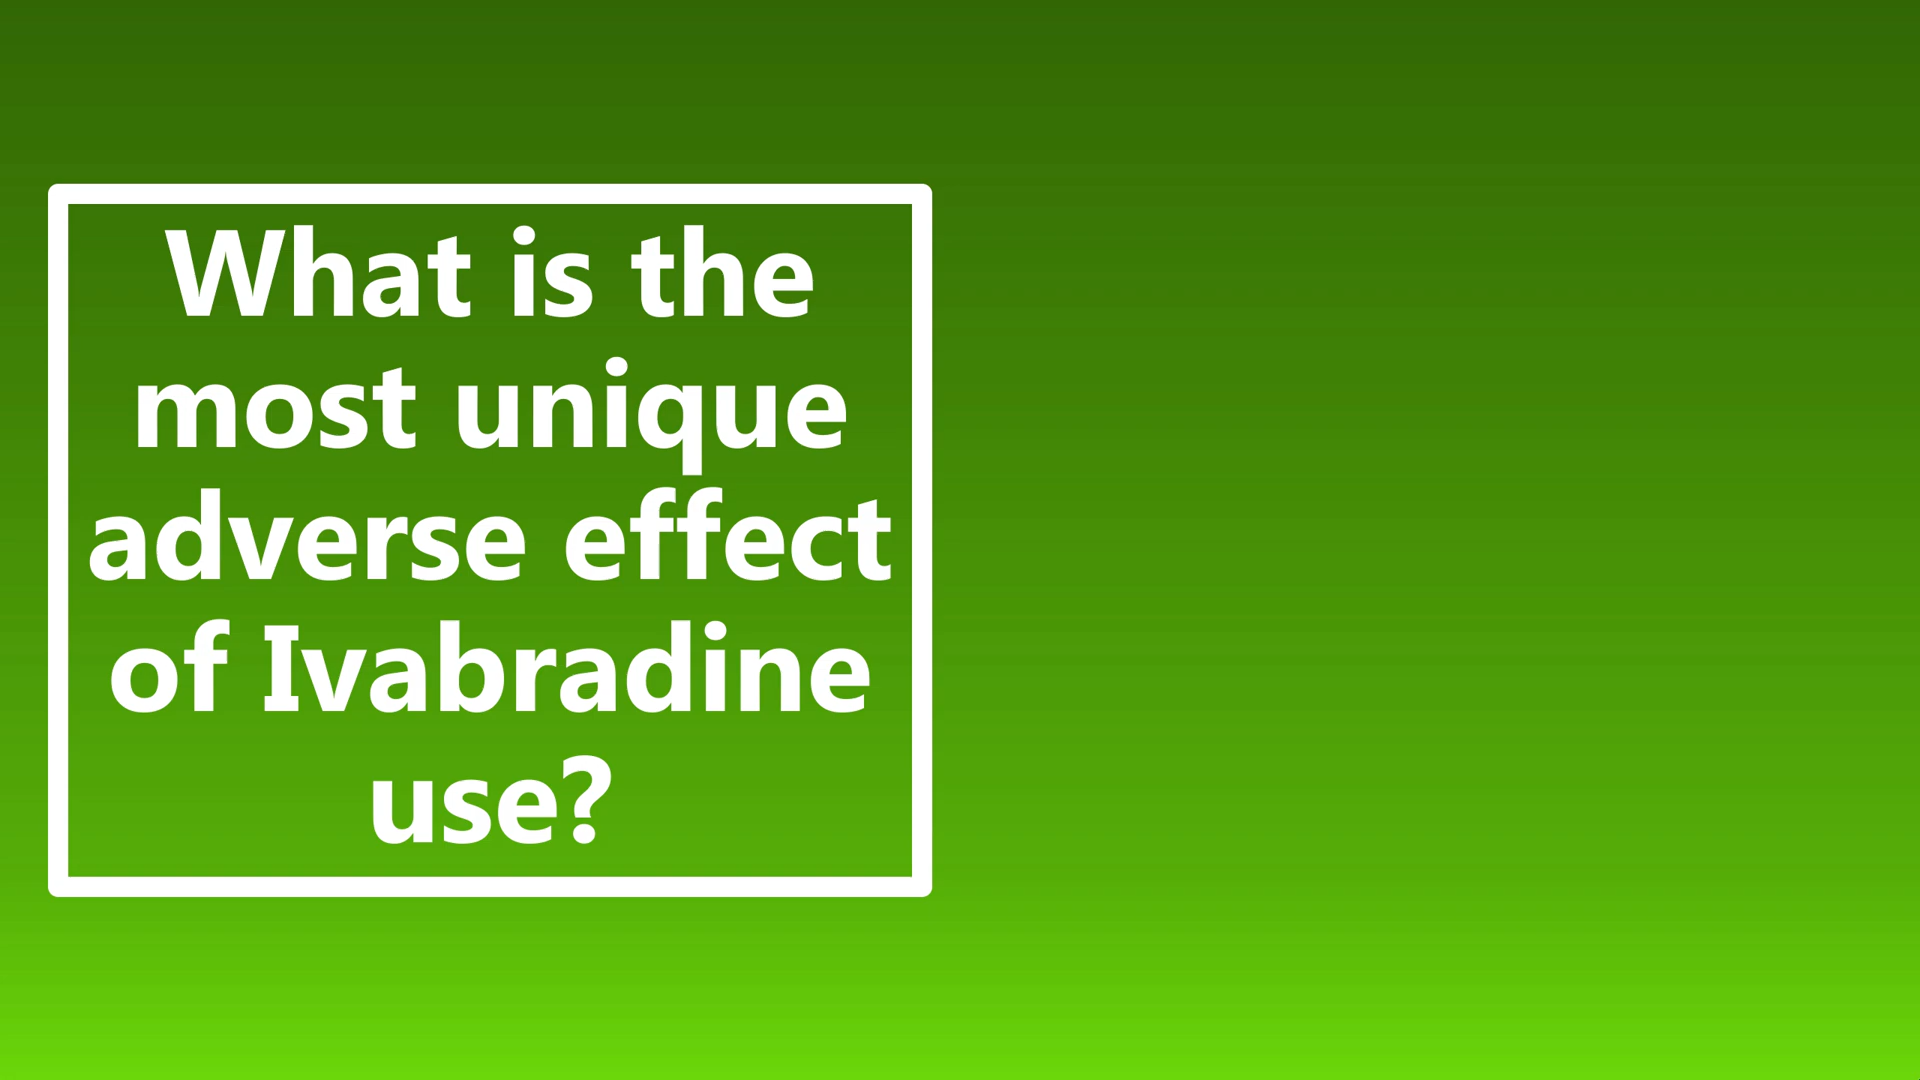 What is the
most unique
adverse effect
of Ivabradine
use?